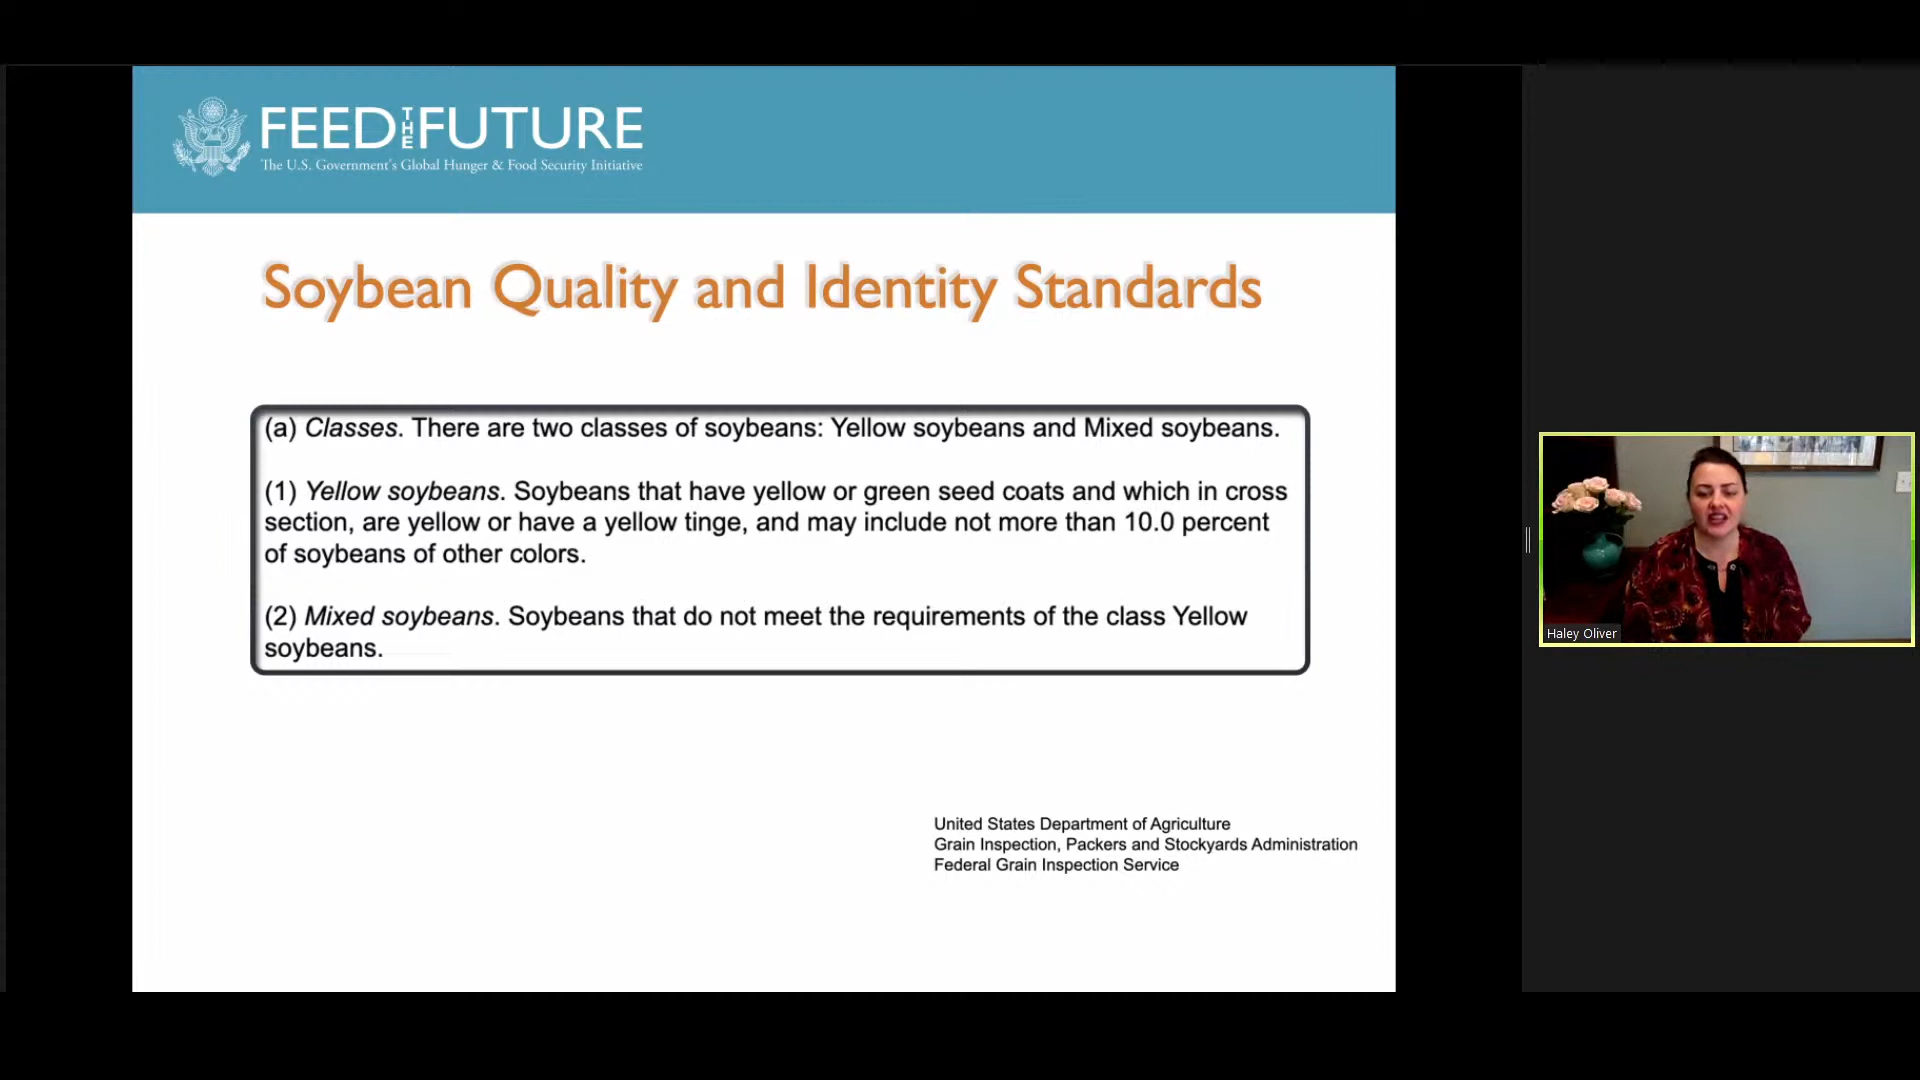 FEED THE FUTURE
The U.S. Government's Global Hunger & Food Security Initiative
Soybean Quality and Identity Standards
(a) Classes. There are two classes of soybeans: Yellow soybeans and Mixed soybeans.
(1) Yellow soybeans. Soybeans that have yellow or green seed coats and which in cross
section, are yellow or have a yellow tinge, and may include not more than 10.0 percent
of soybeans of other colors.
(2) Mixed soybeans. Soybeans that do not meet the requirements of the class Yellow
soybeans.
United States Department of Agriculture
Grain Inspection, Packers and Stockyards Administration
Federal Grain Inspection Service
Haley Oliver